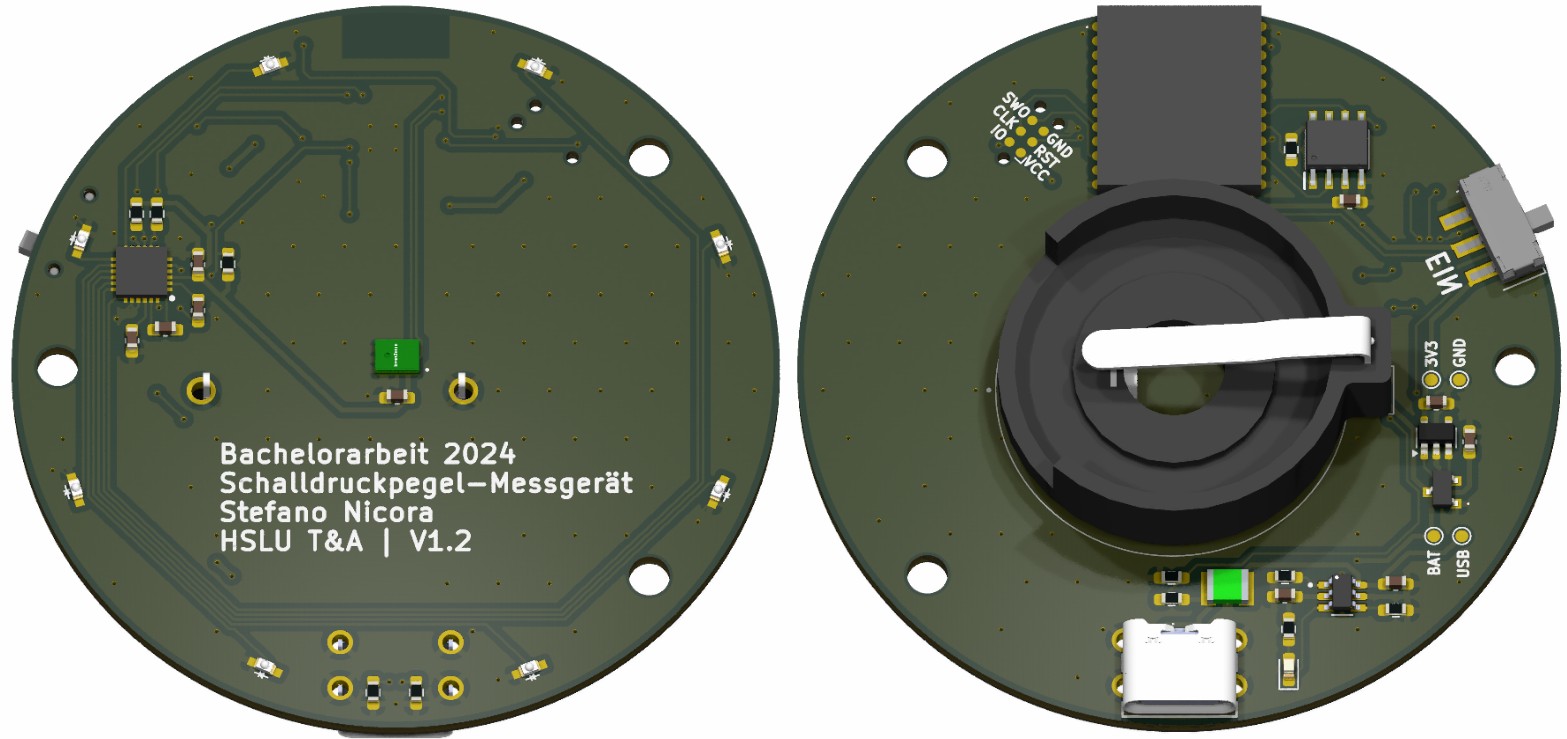 Bachelorarbeit 2024
Schalldruckpegel-Messgerät
Stefano Nicora
HSLU T&A | V1.2
SWO
CLK
IO
GND
RST
VCC
EIN
3V3
GND
BAT
USB